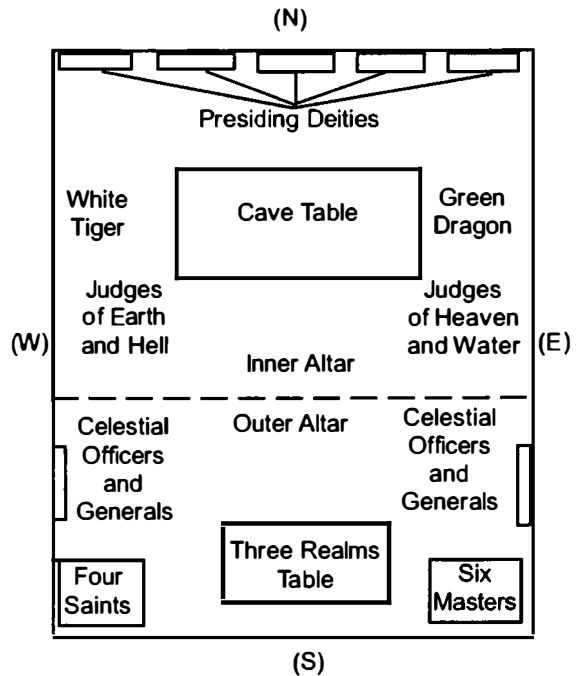 (N)
Presiding Deities
White
Tiger
Cave Table
Green
Dragon
Judges
of Earth
and Hell
Judges
of Heaven
and Water
(W)
(E)
Inner Altar
Outer Altar
Celestial
Officers
and
Generals
Celestial
Officers
and
Generals
Three Realms
Table
Four
Saints
Six
Masters
(S)